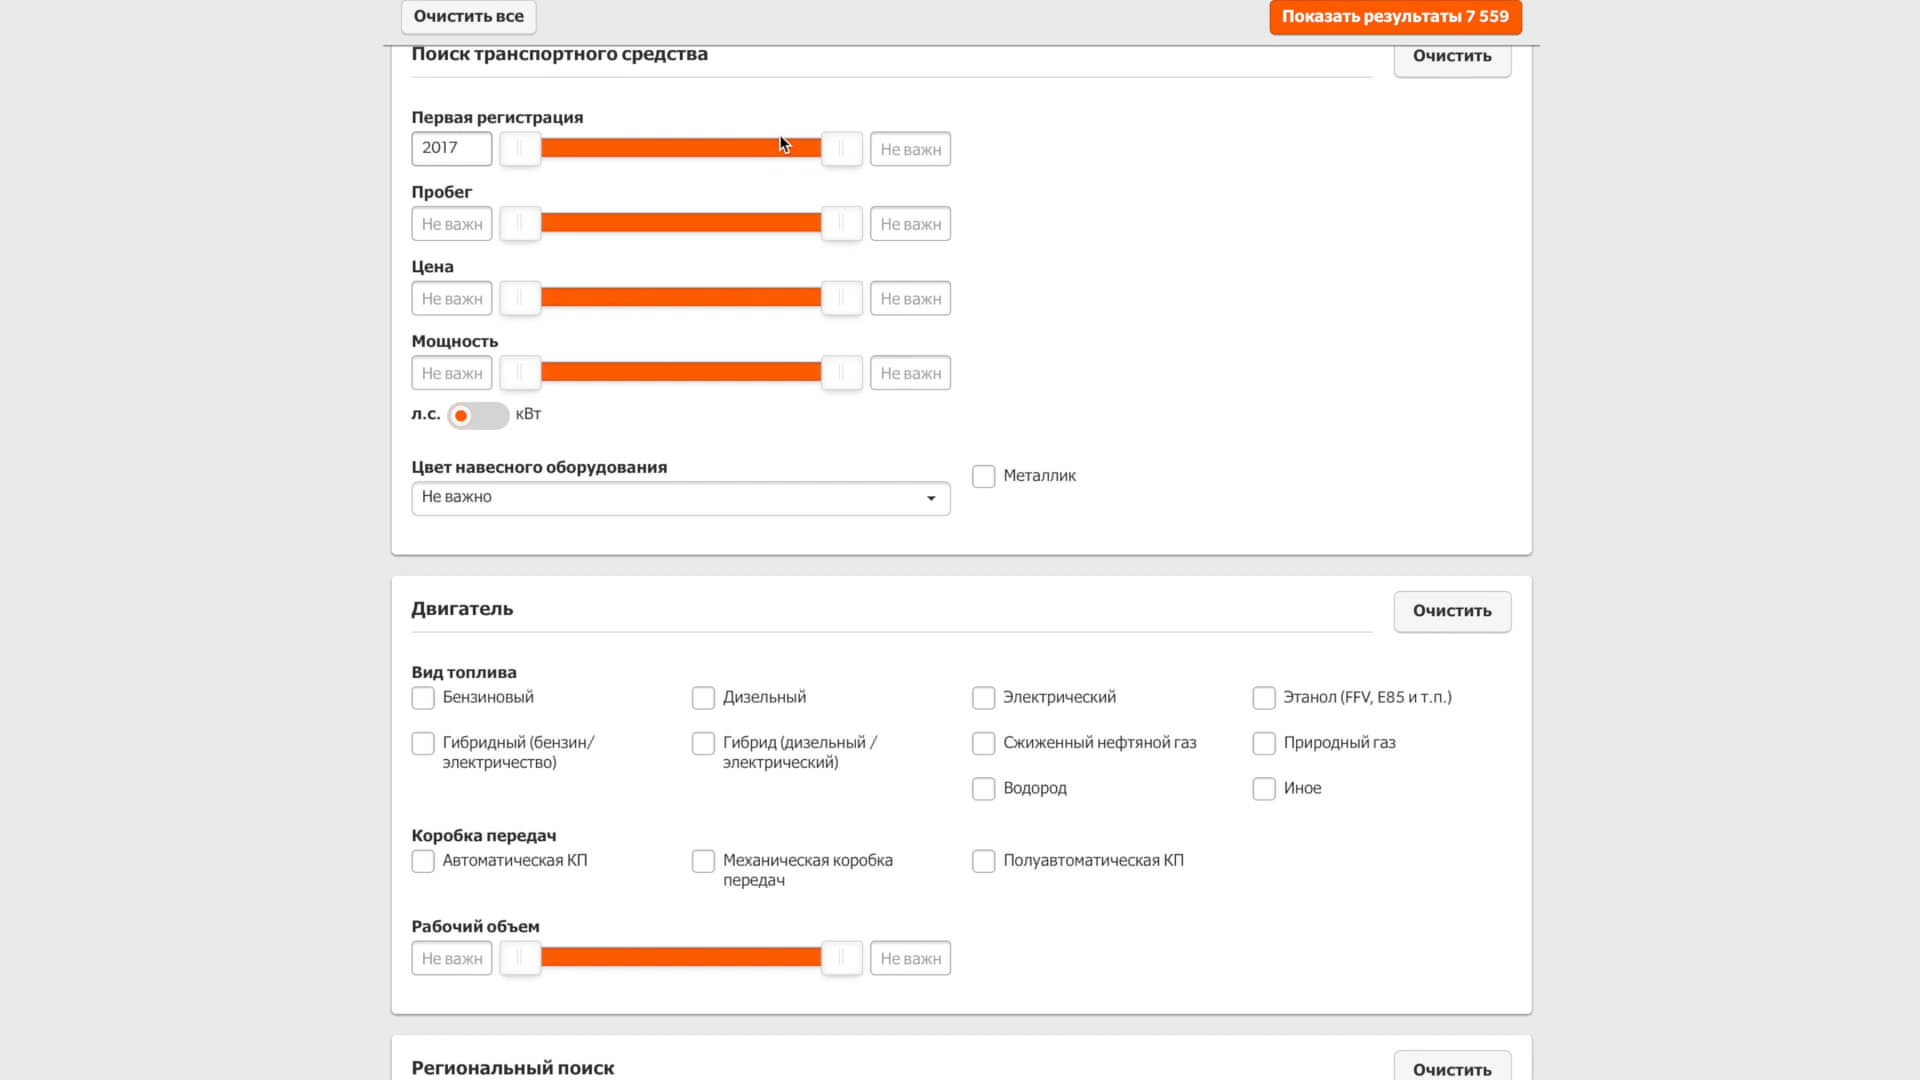 Очистить все
Показать результаты 7 559
Поиск транспортного средства
Очистить
Первая регистрация
2017
Не важн
Пробег
Не важн
Не важн
Цена
Не важн
Не важн
Мощность
Не важн
Не важн
л.с.
кВт
Цвет навесного оборудования
Не важно
Металлик
Двигатель
Очистить
Вид топлива
Бензиновый
Дизельный
Электрический
Этанол (FFV, E85 и т.п.)
Гибридный (бензин/
электричество)
Гибрид (дизельный /
электрический)
Сжиженный нефтяной газ
Природный газ
Водород
Иное
Коробка передач
Автоматическая КП
Механическая коробка
передач
Полуавтоматическая КП
Рабочий объем
Не важн
Не важн
Региональный поиск
Очистить